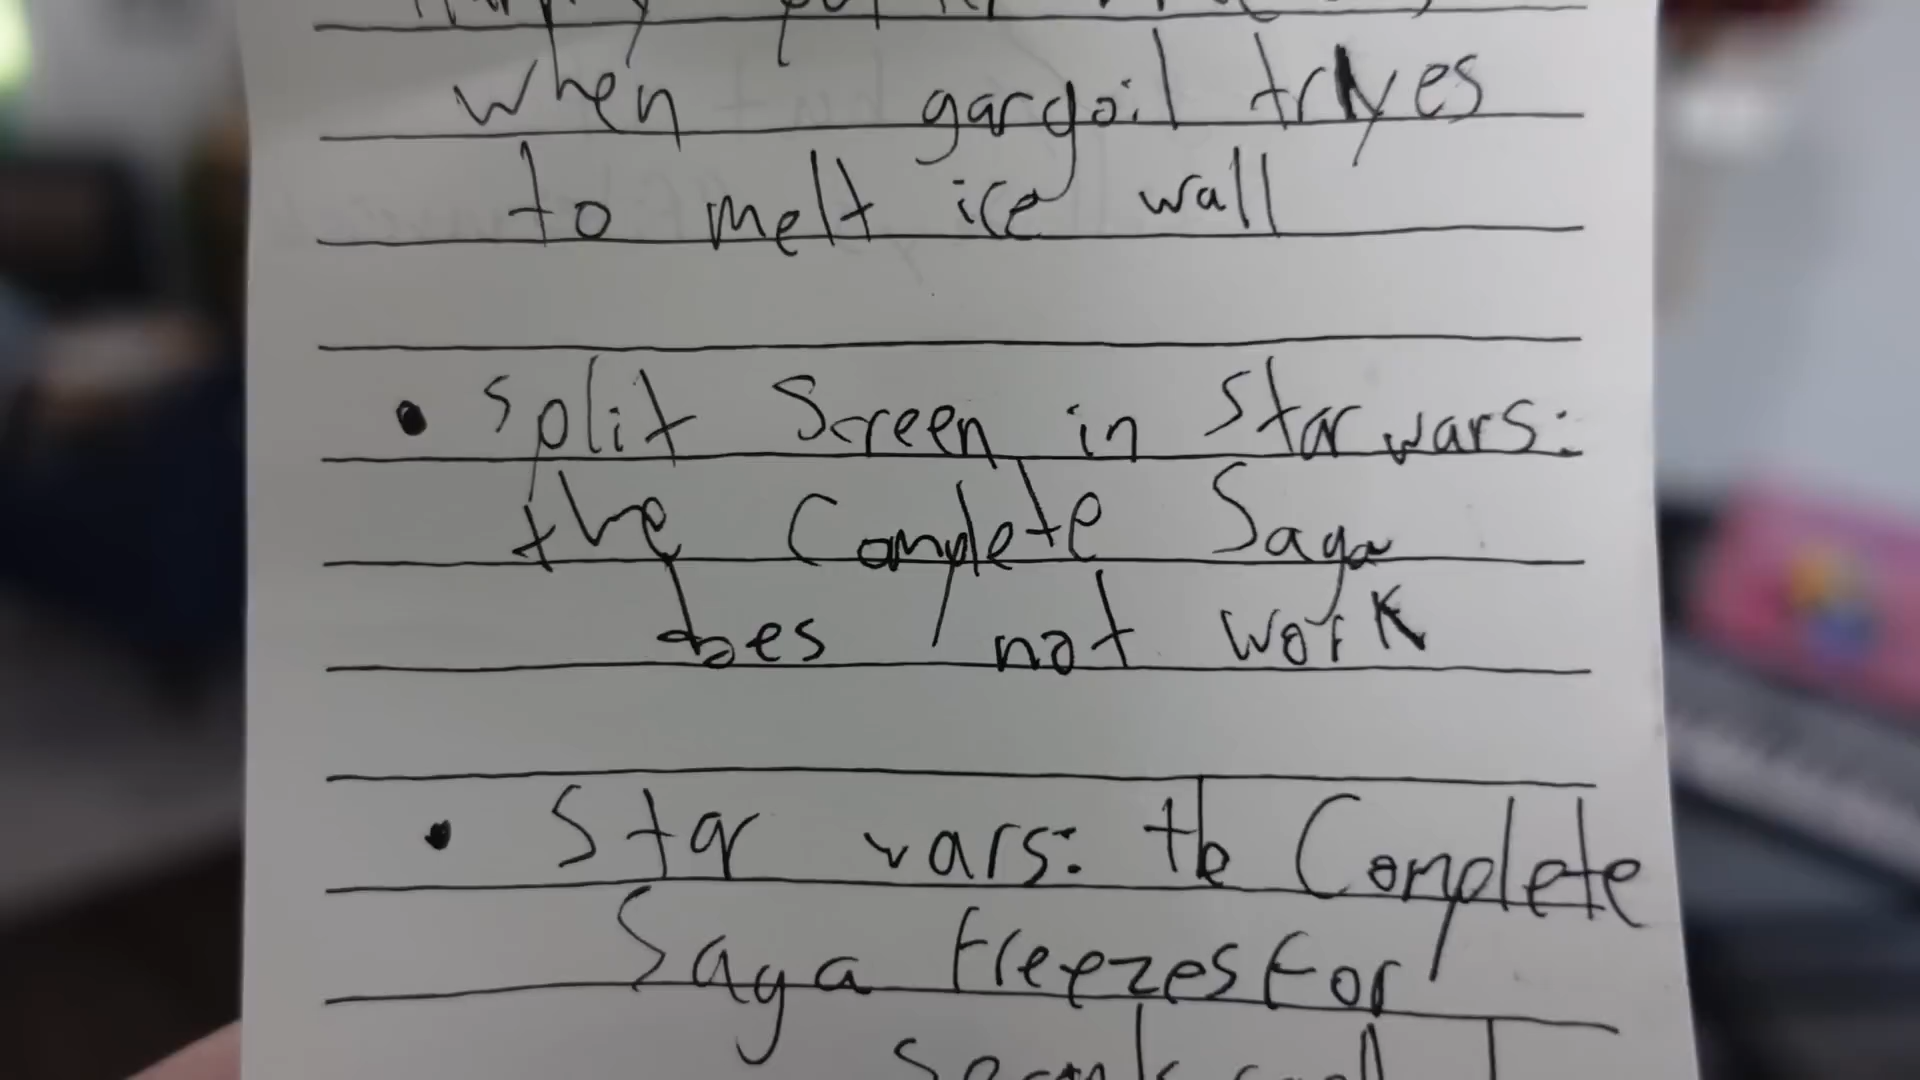 when gargoil tryes
to melt ice wall
• split Screen in Star wars:
the Complete Saga
does not work
• Star wars: the Complete
Saga freezes for